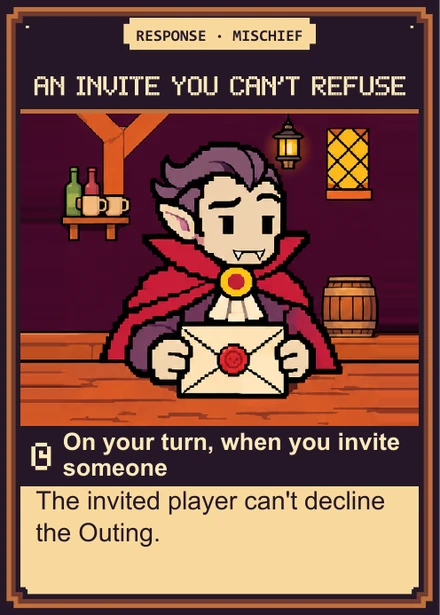 RESPONSE · MISCHIEF
AN INVITE YOU CAN'T REFUSE
On your turn, when you invite
someone
The invited player can't decline
the Outing.